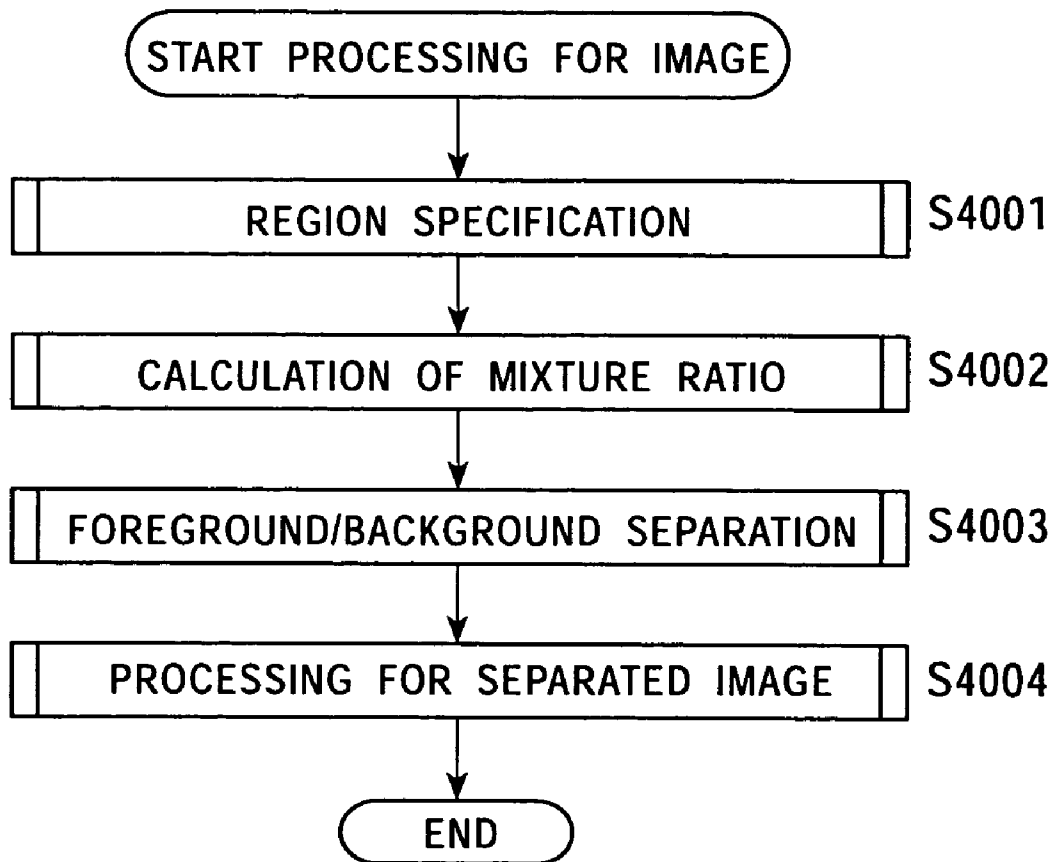 START PROCESSING FOR IMAGE
REGION SPECIFICATION S4001
CALCULATION OF MIXTURE RATIO S4002
FOREGROUND/BACKGROUND SEPARATION S4003
PROCESSING FOR SEPARATED IMAGE S4004
END